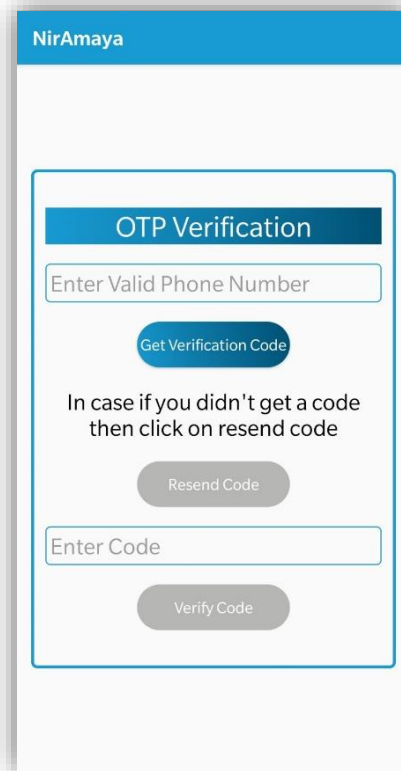 NirAmaya
OTP Verification
Enter Valid Phone Number
Get Verification Code
In case if you didn't get a code
then click on resend code
Resend Code
Enter Code
Verify Code